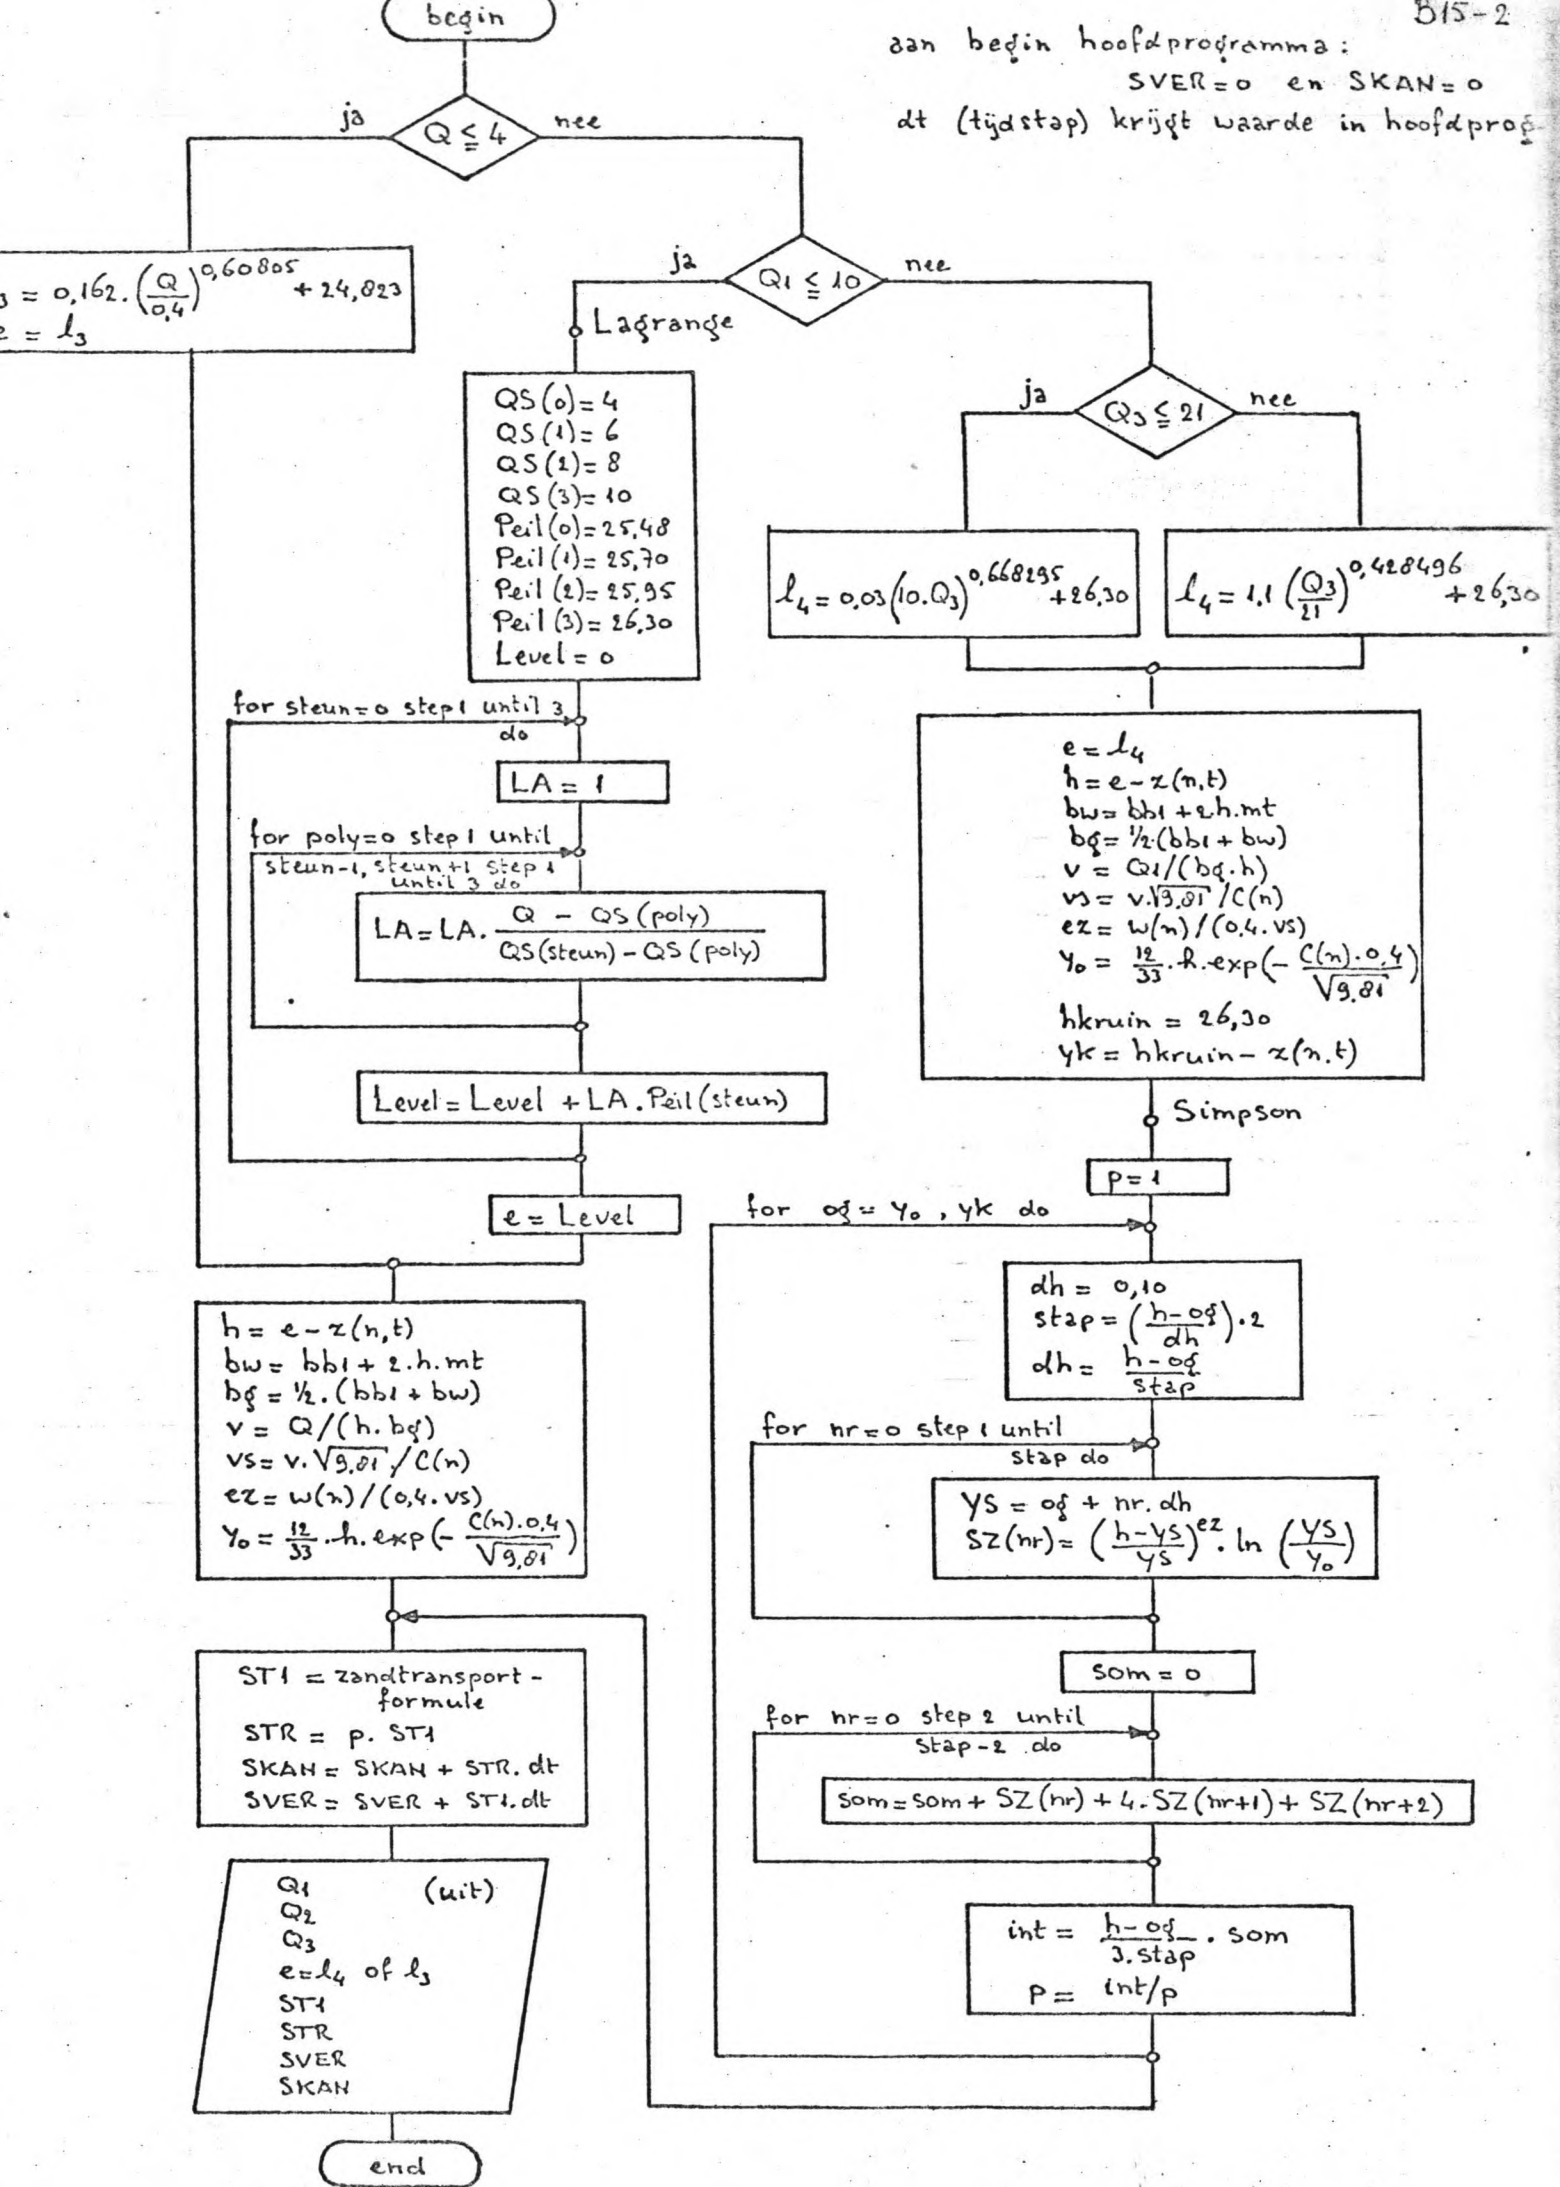 B15-2
aan begin hoofdprogramma:
SVER=0 en SKAN=0
dt (tijdstap) krijgt waarde in hoofdprog
begin
Q ≦ 4
ja
nee
3 = 0,162.(Q/0,4)^0,60805 + 24,823
e = l₃
Q₁ ≦ 10
ja
nee
Lagrange
QS(0)=4
QS(1)=6
QS(2)=8
QS(3)=10
Peil(0)=25,48
Peil(1)=25,70
Peil(2)=25,95
Peil(3)=26,30
Level=0
for steun=0 step 1 until 3
do
LA = 1
for poly=0 step 1 until
steun-1, steun+1 step 1
until 3 do
LA=LA. (Q - QS(poly))/(QS(steun)-QS(poly))
Level=Level + LA.Peil(steun)
e = Level
Q₃ ≦ 21
ja
nee
l₄ = 0,03(10.Q₃)^0,668295 +26,30
l₄ = 1,1 (Q₃/21)^0,428496 +26,30
e = l₄
h = e-z(n,t)
bw = bb1 + 2.h.mt
bg = ½.(bb1 + bw)
v = Q1/(bg.h)
vs = v.√9,81 /C(n)
ez = w(n)/(0,4.vs)
y₀ = 12/33 .h.exp(- C(n).0,4/√9,81)
hkruin = 26,30
yk = hkruin - z(n,t)
Simpson
p = 1
for og = y₀, yk do
dh = 0,10
stap = ((h-og)/dh).2
dh = (h-og)/stap
for nr=0 step 1 until
stap do
YS = og + nr.dh
SZ(nr) = ((h-YS)/YS)^ez . ln (YS/Y₀)
som = 0
for nr=0 step 2 until
stap-2 do
som=som + SZ(nr) + 4.SZ(nr+1) + SZ(nr+2)
int = (h-og)/(3.stap) . som
p = int/p
h = e-z(n,t)
bw = bb1 + 2.h.mt
bg = ½.(bb1 + bw)
v = Q/(h.bg)
vs = v.√9,81 /C(n)
ez = w(n)/(0,4.vs)
y₀ = 12/33 .h.exp(- C(n).0,4/√9,81)
ST1 = zandtransport-
formule
STR = p. ST1
SKAN = SKAN + STR.dt
SVER = SVER + ST1.dt
Q1 (uit)
Q2
Q3
e=l₄ of l₃
ST1
STR
SVER
SKAN
end